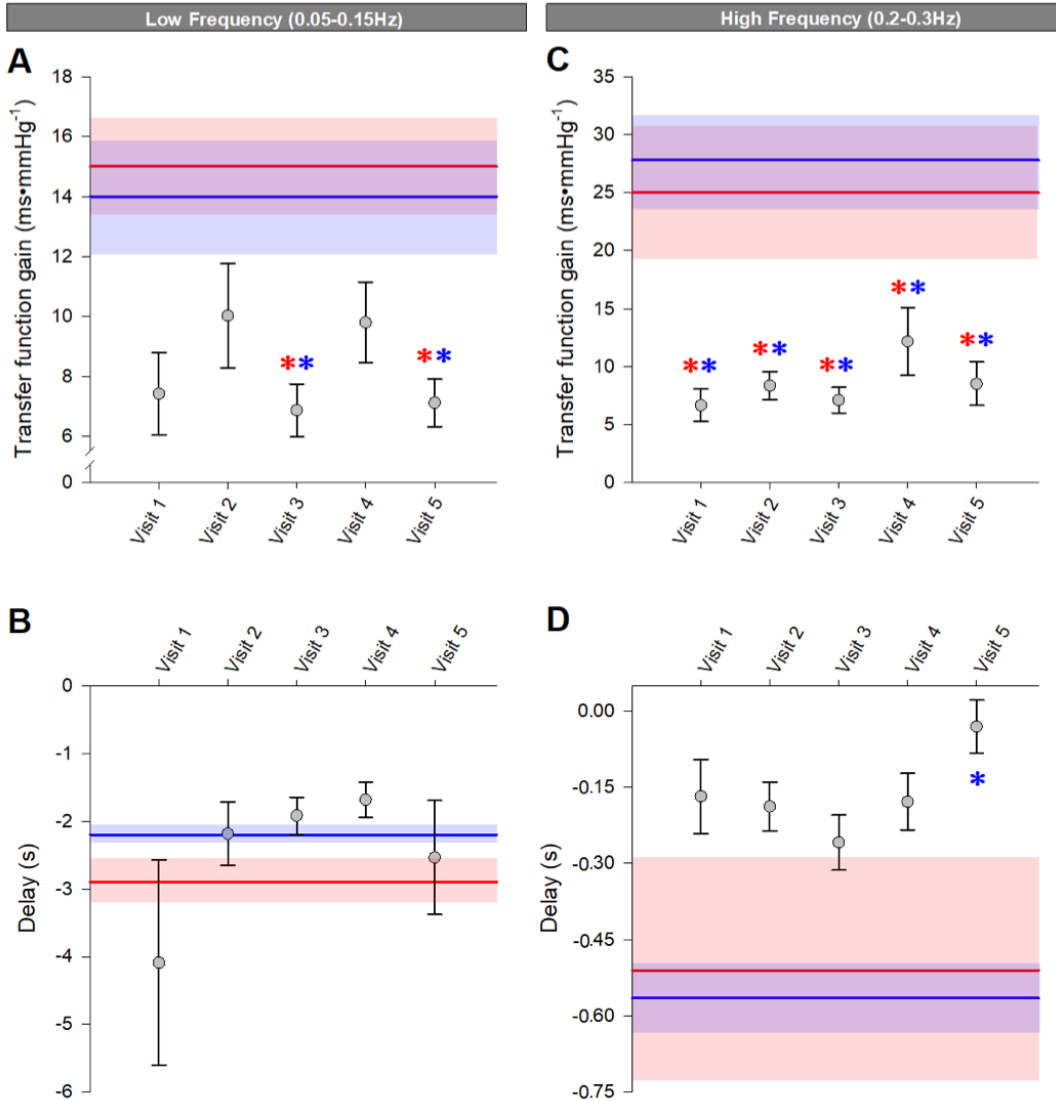 Low Frequency (0.05-0.15Hz)
High Frequency (0.2-0.3Hz)
A
Transfer function gain (ms•mmHg⁻¹)
18
16
14
12
10
8
6
0
**
**
Visit 1
Visit 2
Visit 3
Visit 4
Visit 5
C
Transfer function gain (ms•mmHg⁻¹)
35
30
25
20
15
10
5
0
**
**
**
**
**
Visit 1
Visit 2
Visit 3
Visit 4
Visit 5
B
Visit 1
Visit 2
Visit 3
Visit 4
Visit 5
Delay (s)
0
-1
-2
-3
-4
-5
-6
D
Visit 1
Visit 2
Visit 3
Visit 4
Visit 5
Delay (s)
0.00
-0.15
-0.30
-0.45
-0.60
-0.75
*